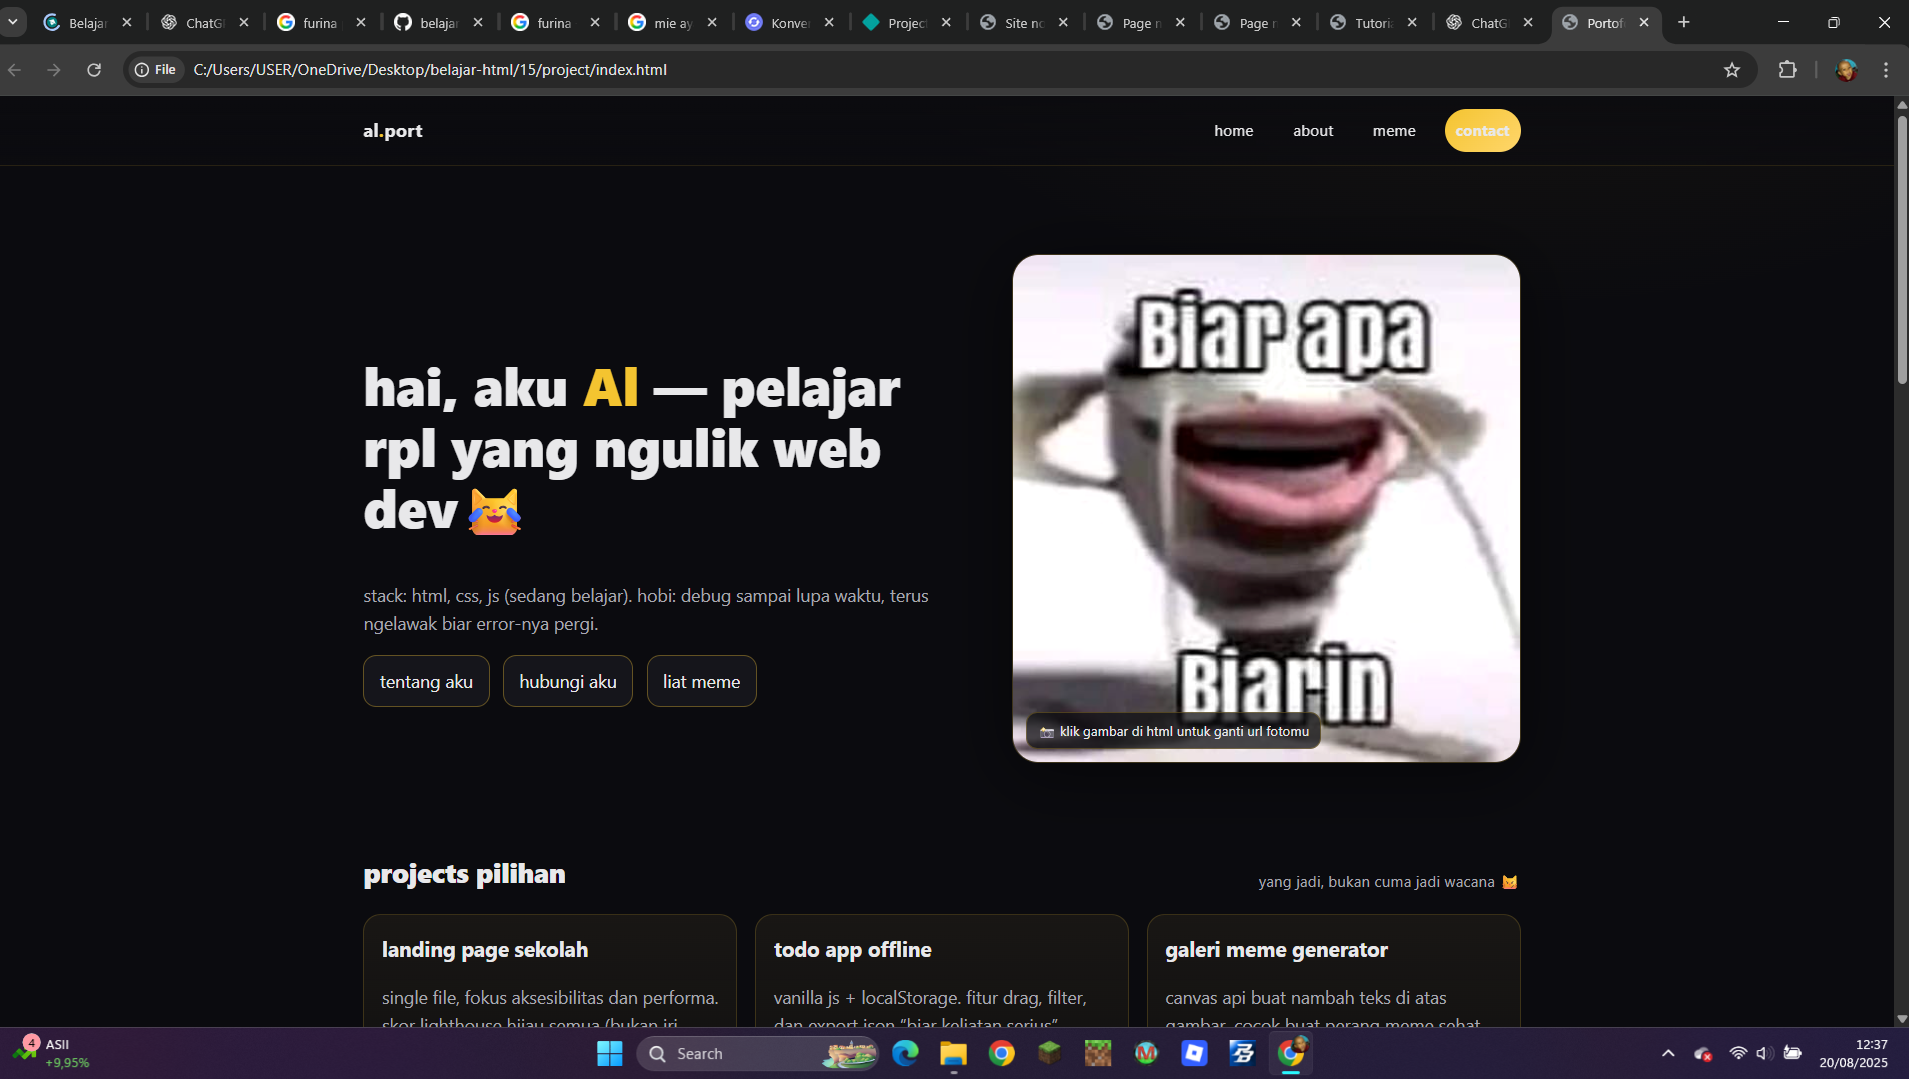 Belajar
ChatG
furina
belajar
furina
mie ay
Konver
Project
Site no
Page n
Page n
Tutoria
ChatG
Portof
File
C:/Users/USER/OneDrive/Desktop/belajar-html/15/project/index.html
al.port
home
about
meme
contact
Biar apa
Biarin
hai, aku Al — pelajar
rpl yang ngulik web
dev 😹
stack: html, css, js (sedang belajar). hobi: debug sampai lupa waktu, terus
ngelawak biar error-nya pergi.
tentang aku
hubungi aku
liat meme
📸 klik gambar di html untuk ganti url fotomu
projects pilihan
yang jadi, bukan cuma jadi wacana 😼
landing page sekolah
single file, fokus aksesibilitas dan performa.
skor lighthouse hijau semua (bukan iri
todo app offline
vanilla js + localStorage. fitur drag, filter,
dan export json “biar keliatan serius”
galeri meme generator
canvas api buat nambah teks di atas
gambar. cocok buat perang meme sehat
4
ASII
+9,95%
Search
12:37
20/08/2025